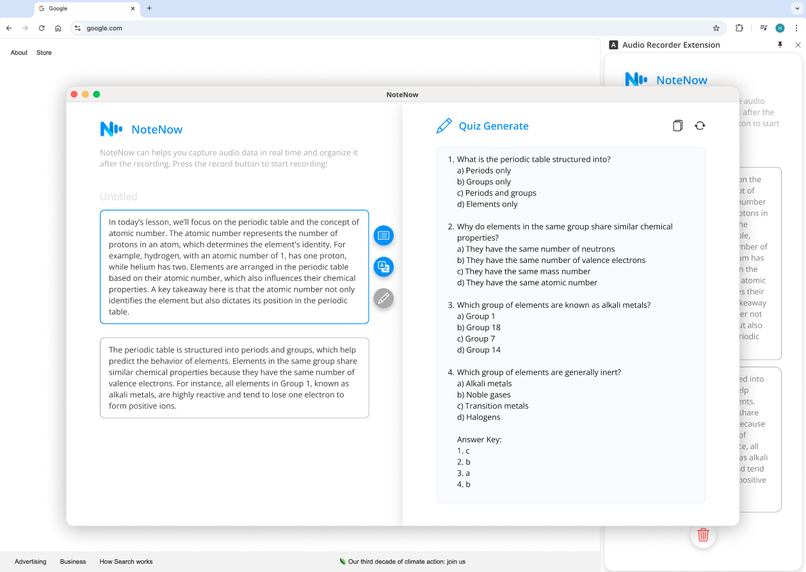 Google
google.com
About Store
A Audio Recorder Extension
NoteNow
NoteNow
NoteNow
NoteNow can helps you capture audio data in real time and organize it
after the recording. Press the record button to start recording!
Untitled
In today's lesson, we'll focus on the periodic table and the concept of
atomic number. The atomic number represents the number of
protons in an atom, which determines the element's identity. For
example, hydrogen, with an atomic number of 1, has one proton,
while helium has two. Elements are arranged in the periodic table
based on their atomic number, which also influences their chemical
properties. A key takeaway here is that the atomic number not only
identifies the element but also dictates its position in the periodic
table.
The periodic table is structured into periods and groups, which help
predict the behavior of elements. Elements in the same group share
similar chemical properties because they have the same number of
valence electrons. For instance, all elements in Group 1, known as
alkali metals, are highly reactive and tend to lose one electron to
form positive ions.
Quiz Generate
1. What is the periodic table structured into?
a) Periods only
b) Groups only
c) Periods and groups
d) Elements only
2. Why do elements in the same group share similar chemical
properties?
a) They have the same number of neutrons
b) They have the same number of valence electrons
c) They have the same mass number
d) They have the same atomic number
3. Which group of elements are known as alkali metals?
a) Group 1
b) Group 18
c) Group 7
d) Group 14
4. Which group of elements are generally inert?
a) Alkali metals
b) Noble gases
c) Transition metals
d) Halogens
Answer Key:
1. c
2. b
3. a
4. b
audio
after the
on to start
on the
pt of
umber
otons in
he
ple,
mber of
um has
n the
atomic
es their
keaway
er not
ut also
riodic
ed into
elp
ents.
share
ecause
of
ce, all
as alkali
d tend
positive
Advertising Business How Search works
Our third decade of climate action: join us